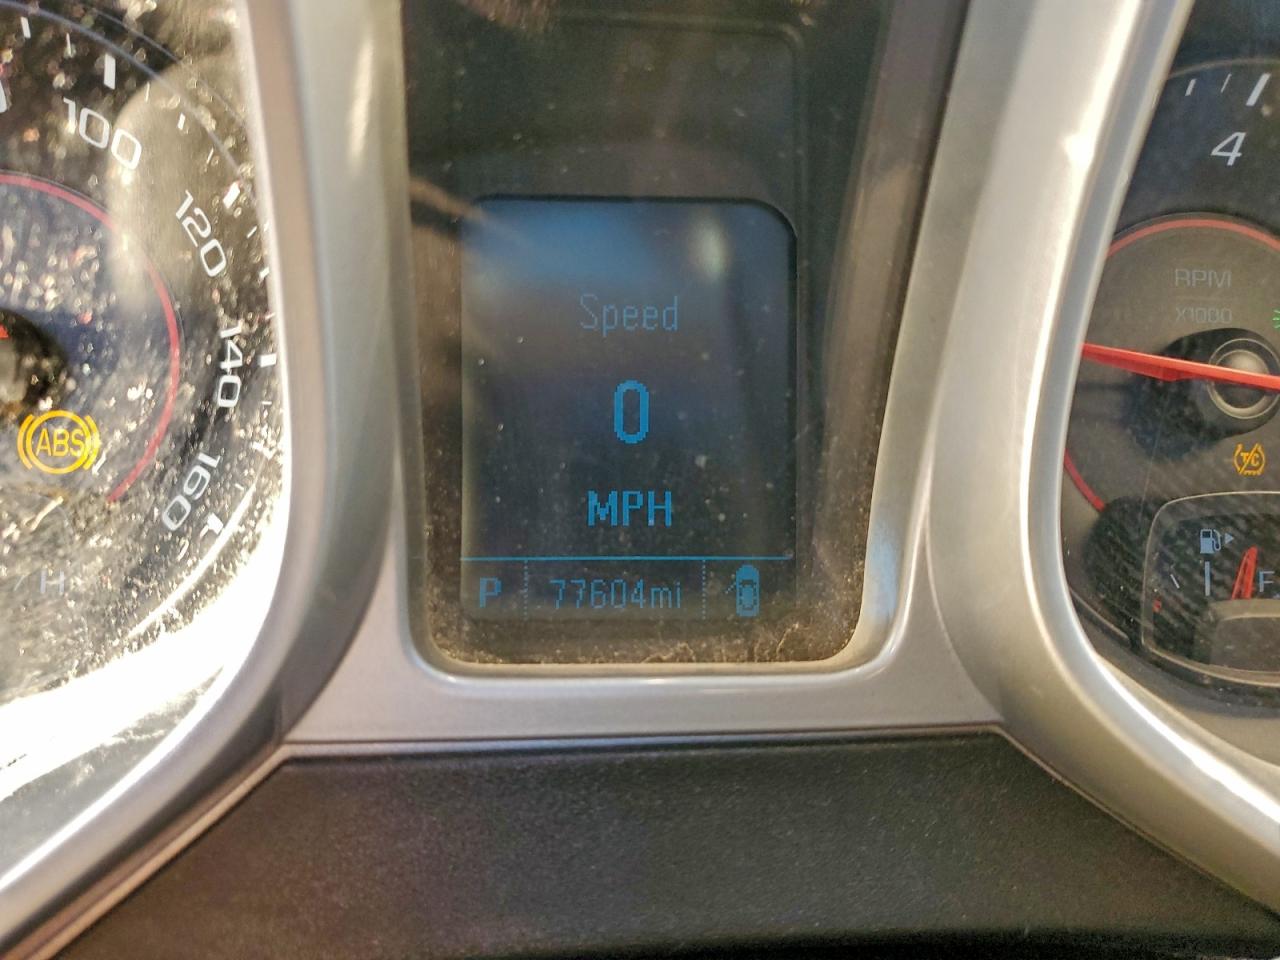 100
120
140
160
ABS
H
Speed
0
MPH
P 77604mi
4
RPM
X1000
T/C
F